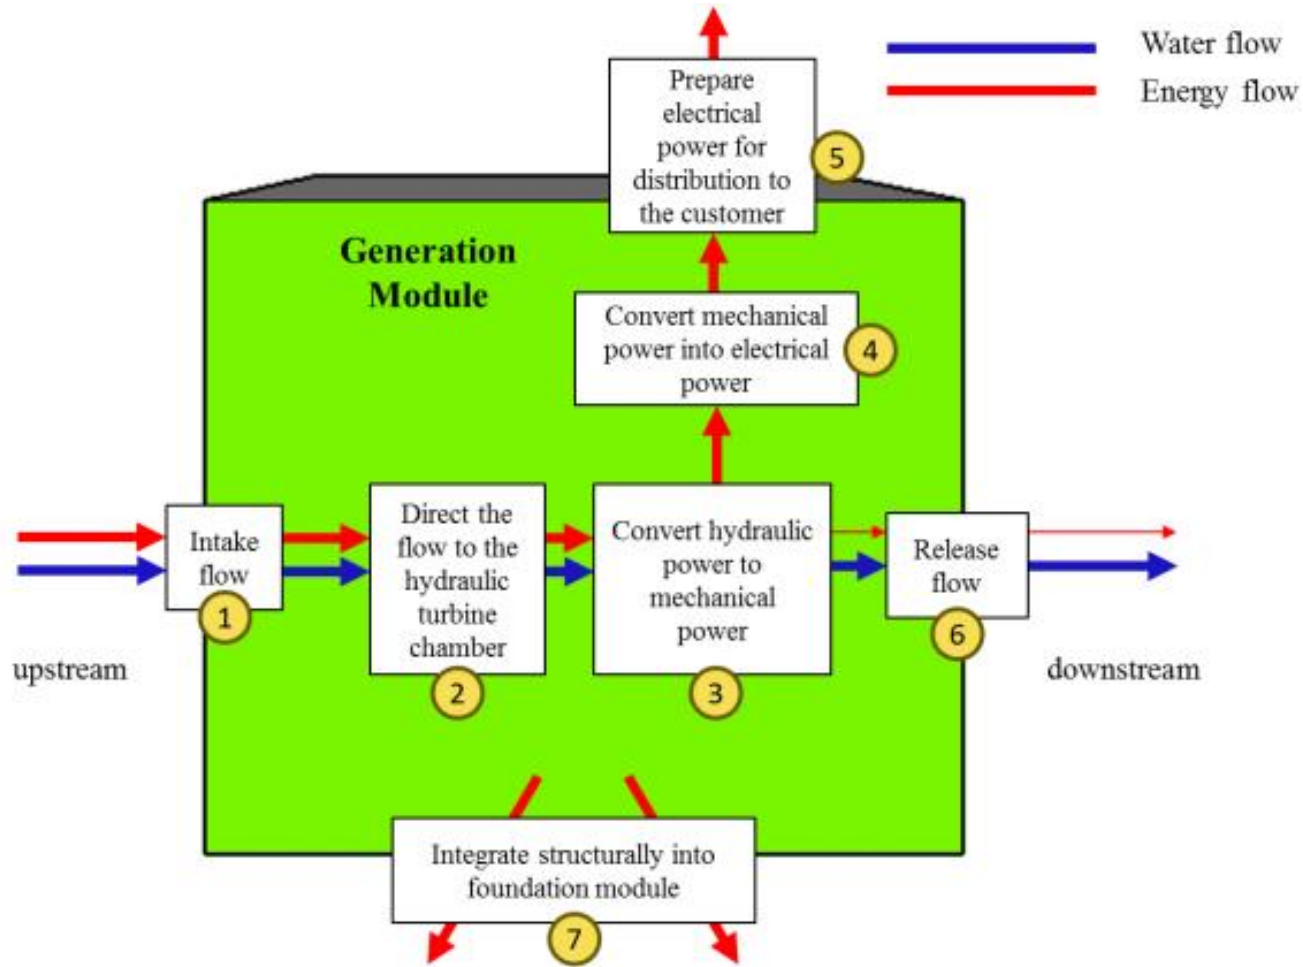 Water flow
Energy flow
Prepare
electrical
power for
distribution to
the customer
5
Generation
Module
Convert mechanical
power into electrical
power
4
Intake
flow
1
Direct the
flow to the
hydraulic
turbine
chamber
2
Convert hydraulic
power to
mechanical
power
3
Release
flow
6
upstream
downstream
Integrate structurally into
foundation module
7